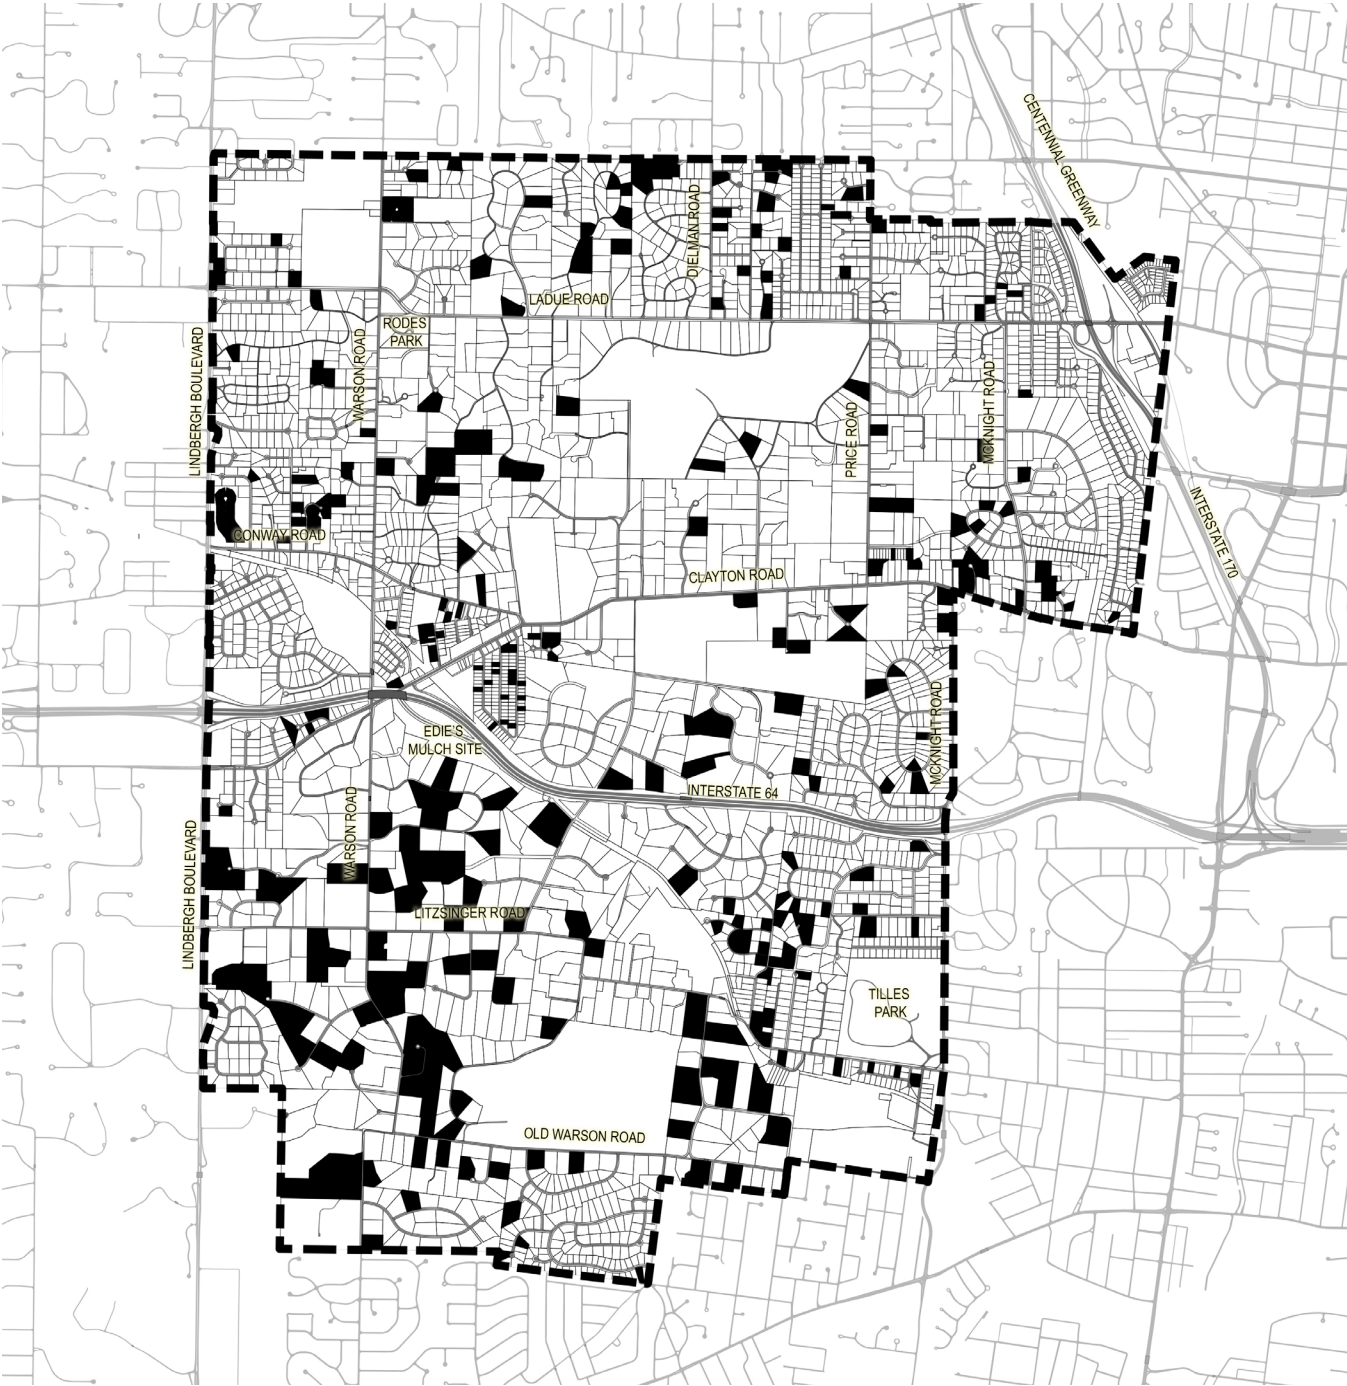 CENTENNIAL GREENWAY
DIELMAN ROAD
LADUE ROAD
RODES
PARK
LINDBERGH BOULEVARD
WARSON ROAD
PRICE ROAD
MCKNIGHT ROAD
INTERSTATE 170
CONWAY ROAD
CLAYTON ROAD
MCKNIGHT ROAD
EDIE'S
MULCH SITE
INTERSTATE 64
WARSON ROAD
LINDBERGH BOULEVARD
LITZSINGER ROAD
TILLES
PARK
OLD WARSON ROAD